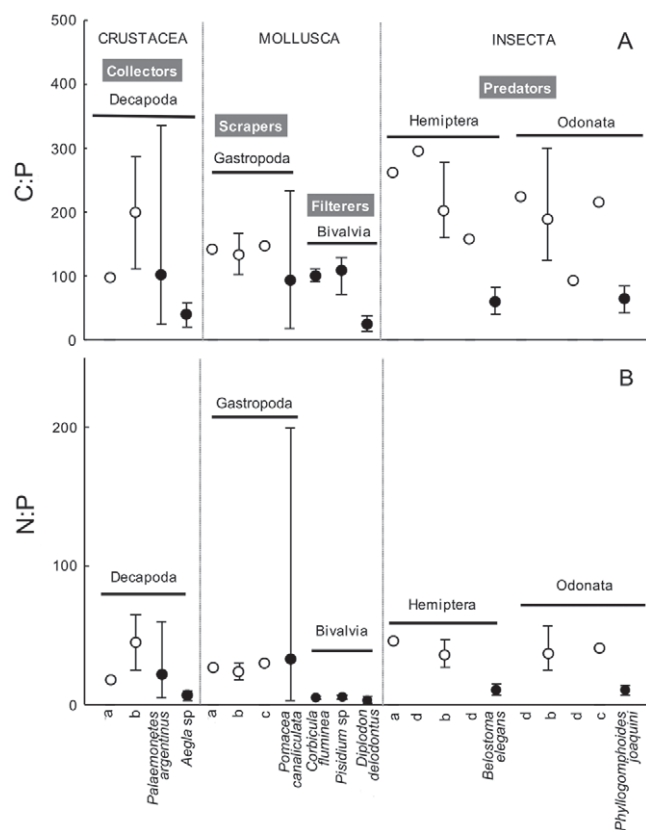 500
400
300
200
100
0
C:P
CRUSTACEA
MOLLUSCA
INSECTA
A
Collectors
Decapoda
Scrapers
Gastropoda
Filterers
Bivalvia
Predators
Hemiptera
Odonata
200
100
0
N:P
B
Decapoda
Gastropoda
Bivalvia
Hemiptera
Odonata
a
b
Palaemonetes
argentinus
Aegla sp
a
b
c
Pomacea
canaliculata
Corbicula
fluminea
Pisidium sp
Diplodon
delodontus
a
d
b
d
Belostoma
elegans
d
b
d
c
Phyllogomphoides
joaquini